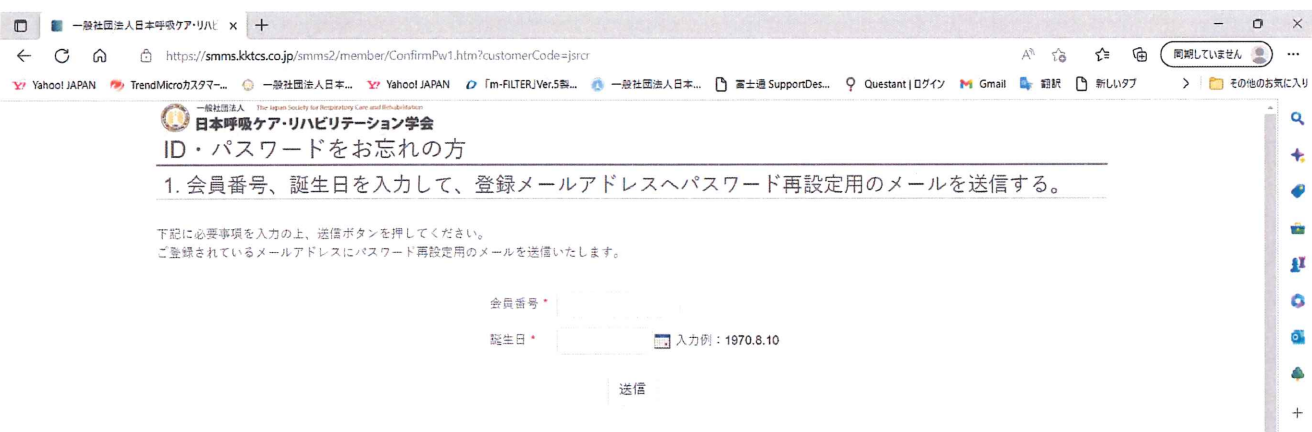 一般社団法人日本呼吸ケア・リハビ
https://smms.kktcs.co.jp/smms2/member/ConfirmPw1.htm?customerCode=jsrcr
同期していません
Yahoo! JAPAN TrendMicroカスタマー... 一般社団法人日本... Yahoo! JAPAN 「m-FILTER」Ver.5製... 一般社団法人日本... 富士通 SupportDes... Questant | ログイン Gmail 翻訳 新しいタブ その他のお気に入り
一般社団法人 The Japan Society for Respiratory Care and Rehabilitation
日本呼吸ケア・リハビリテーション学会
ID・パスワードをお忘れの方
1. 会員番号、誕生日を入力して、登録メールアドレスへパスワード再設定用のメールを送信する。
下記に必要事項を入力の上、送信ボタンを押してください。
ご登録されているメールアドレスにパスワード再設定用のメールを送信いたします。
会員番号 *
誕生日 * 入力例：1970.8.10
送信